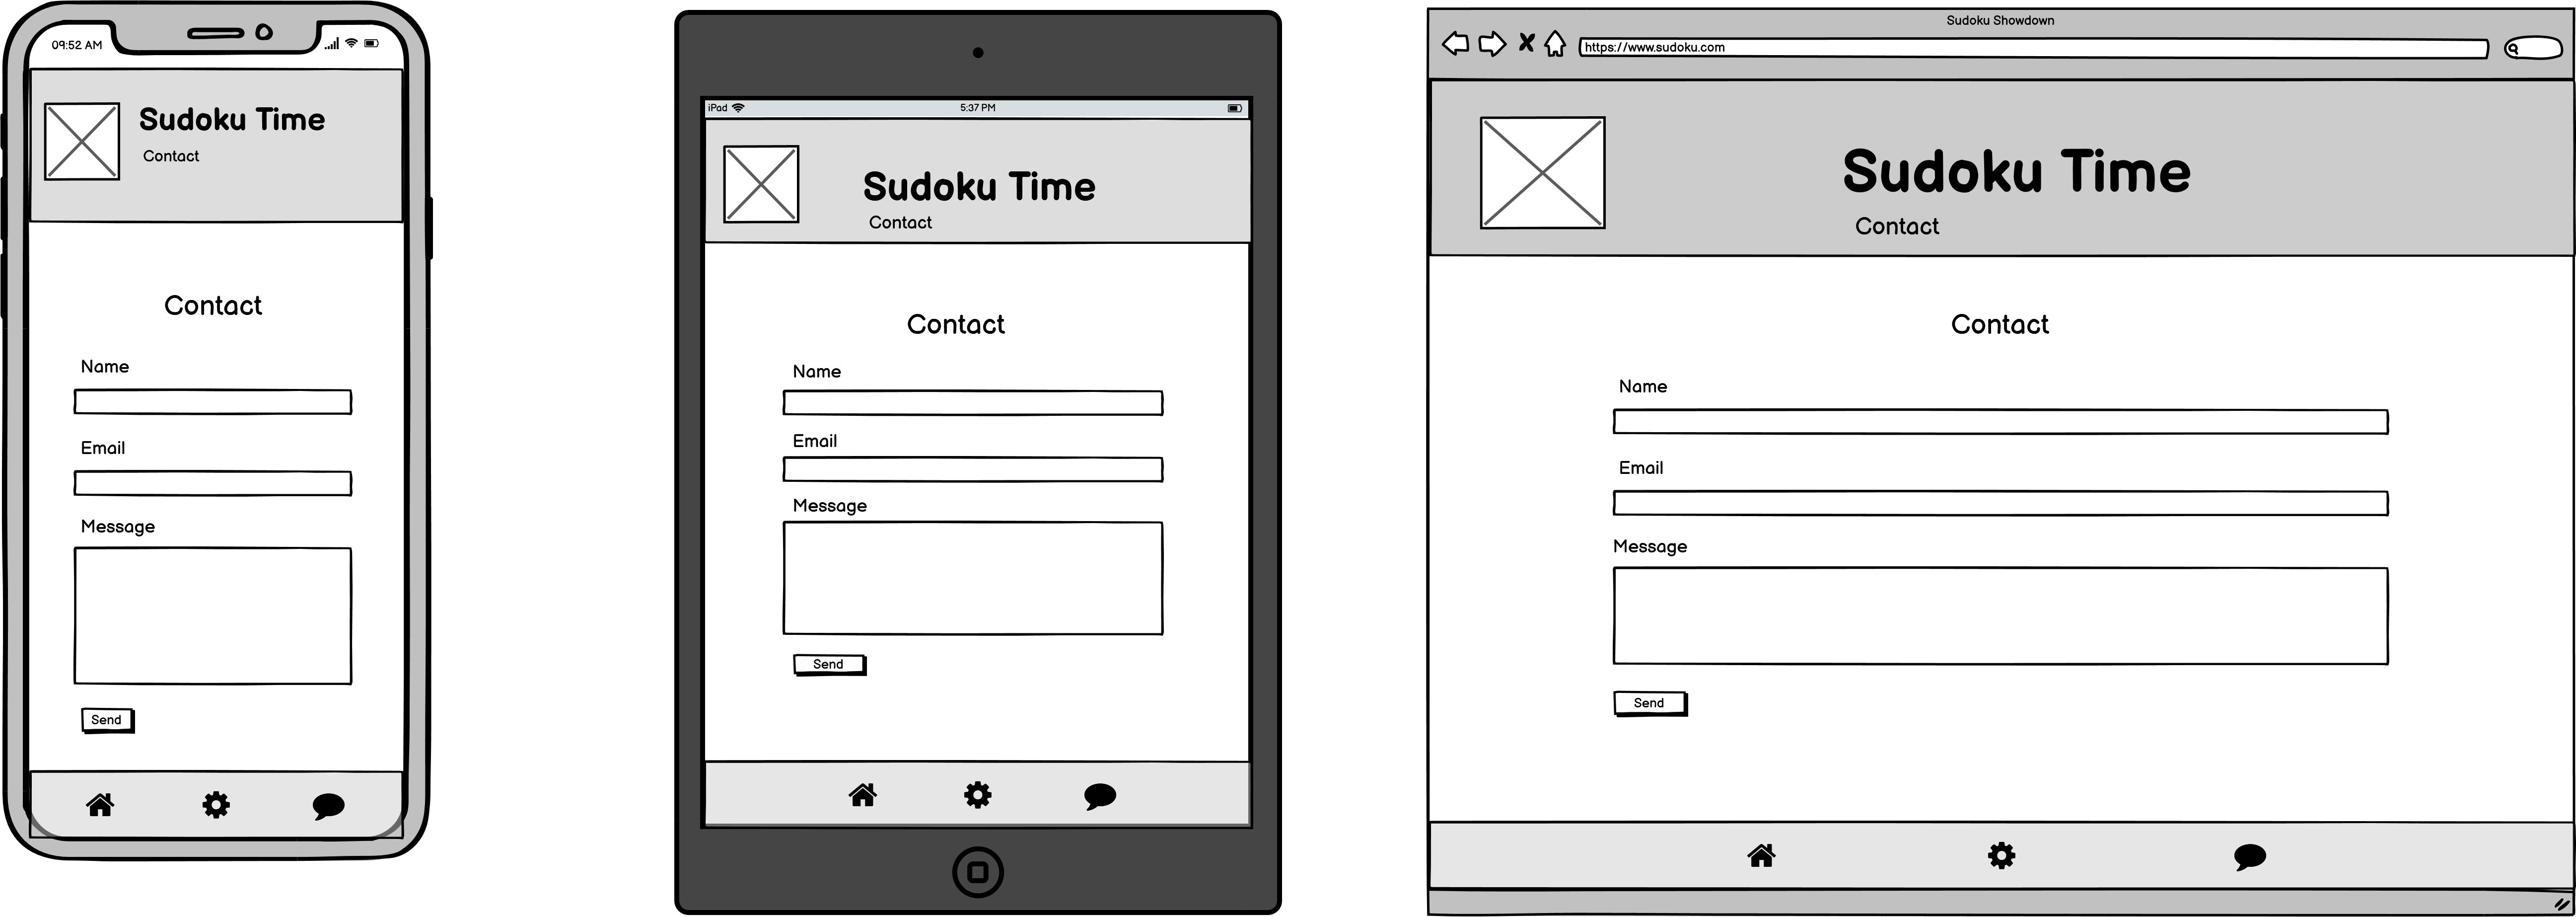 09:52 AM
Sudoku Time
Contact
Contact
Name
Email
Message
Send
iPad
5:37 PM
Sudoku Time
Contact
Contact
Name
Email
Message
Send
Sudoku Showdown
https://www.sudoku.com
Sudoku Time
Contact
Contact
Name
Email
Message
Send